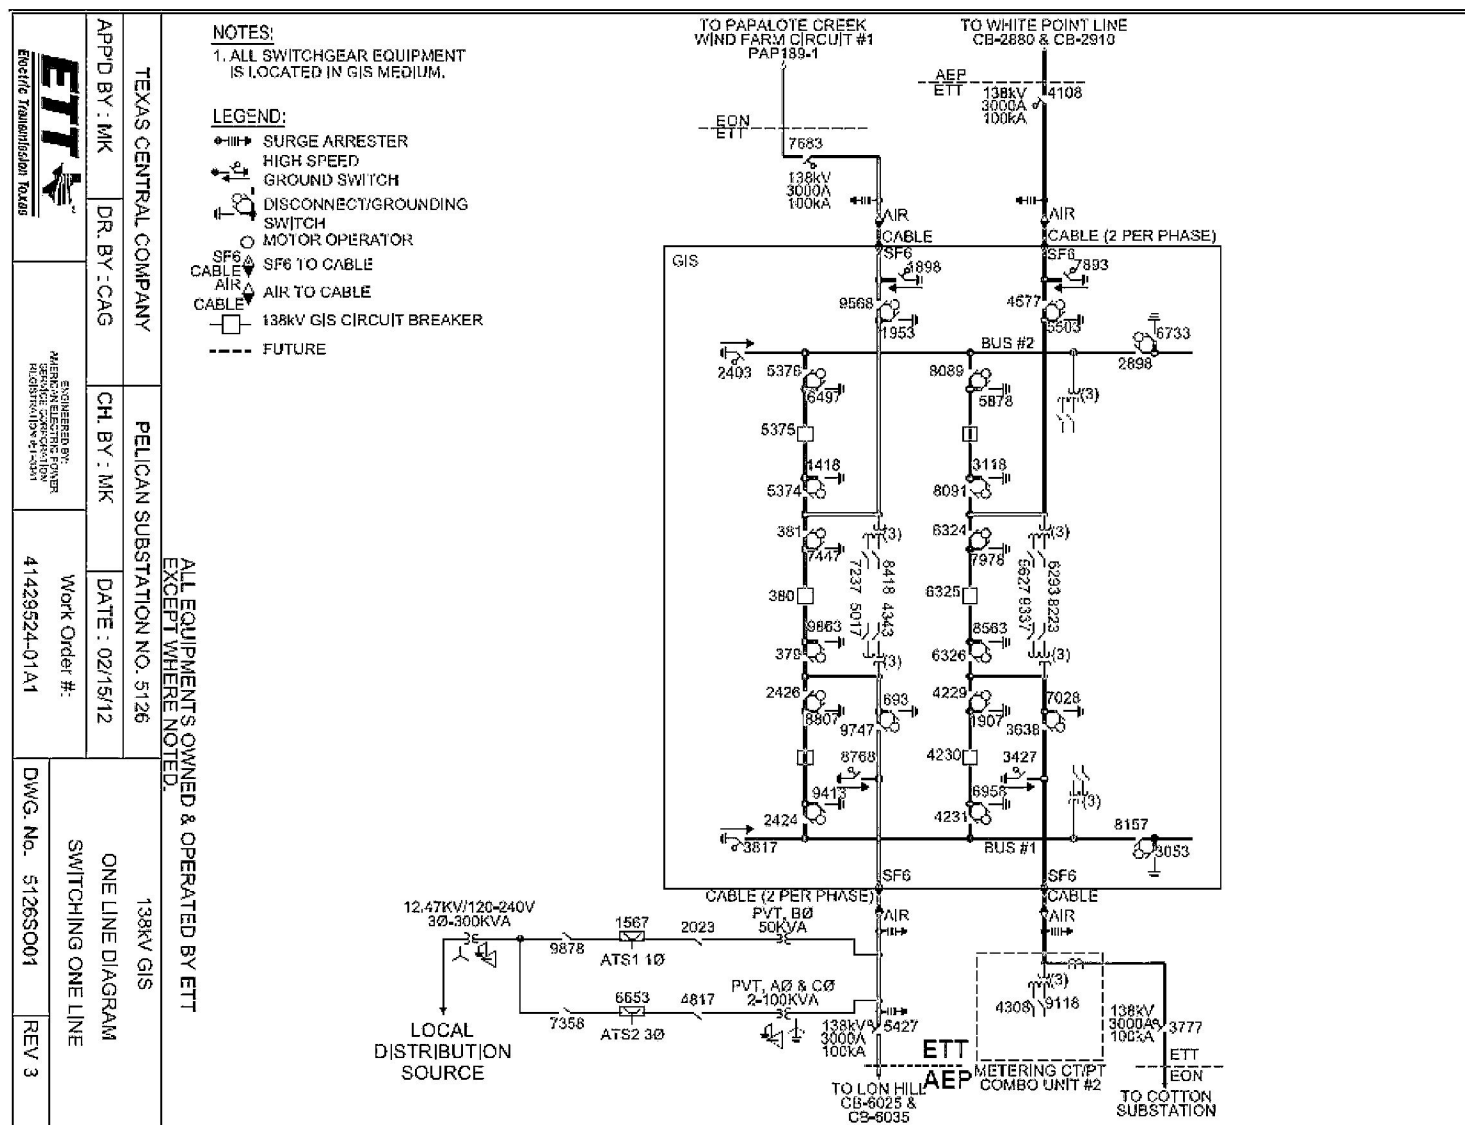 NOTES:
1. ALL SWITCHGEAR EQUIPMENT
IS LOCATED IN GIS MEDIUM.
LEGEND:
SURGE ARRESTER
HIGH SPEED
GROUND SWITCH
DISCONNECT/GROUNDING
SWITCH
MOTOR OPERATOR
SF6
CABLE
SF6 TO CABLE
AIR
CABLE
AIR TO CABLE
138kV GIS CIRCUIT BREAKER
FUTURE
TO PAPALOTE CREEK
WIND FARM CIRCUIT #1
PAP189-1
TO WHITE POINT LINE
CB-2880 & CB-2910
AEP
ETT
138kV
3000A
100kA
4108
EON
ETT
7683
138kV
3000A
100kA
AIR
CABLE
AIR
CABLE (2 PER PHASE)
GIS
SF6
1898
SF6
7893
9568
1953
4577
5503
BUS #2
6733
2898
2403
5376
6497
8089
5878
(3)
5375
1418
5374
3118
8091
381
7447
(3)
6324
7978
(3)
7237 5017
8418 4343
5627 9337
6293 8223
380
6325
9863
379
(3)
8563
6326
(3)
2426
8807
693
9747
4229
1907
7028
3638
8768
4230
3427
9413
2424
6958
4231
(3)
3817
BUS #1
8157
3053
SF6
SF6
CABLE (2 PER PHASE)
CABLE
AIR
AIR
12.47KV/120-240V
3Ø-300KVA
1567
2023
PVT, BØ
50KVA
9878
ATS1 1Ø
6653
4817
PVT, AØ & CØ
2-100KVA
7358
ATS2 3Ø
LOCAL
DISTRIBUTION
SOURCE
138kV
3000A
100kA
5427
ETT
AEP
TO LON HILL
CB-6025 &
CB-6035
(3)
4308
9118
METERING CT/PT
COMBO UNIT #2
138kV
3000A
100kA
3777
ETT
EON
TO COTTON
SUBSTATION
ALL EQUIPMENTS OWNED & OPERATED BY ETT
EXCEPT WHERE NOTED.
TEXAS CENTRAL COMPANY
PELICAN SUBSTATION NO. 5126
138kV GIS
ONE LINE DIAGRAM
SWITCHING ONE LINE
APP'D BY : MK
DR. BY : CAG
CH. BY : MK
DATE : 02/15/12
ETT
Electric Transmission Texas
ENGINEERED BY:
AMERICAN ELECTRIC POWER
SERVICE CORPORATION
Work Order #:
41429524-01A1
DWG. No. 5126SO01
REV 3